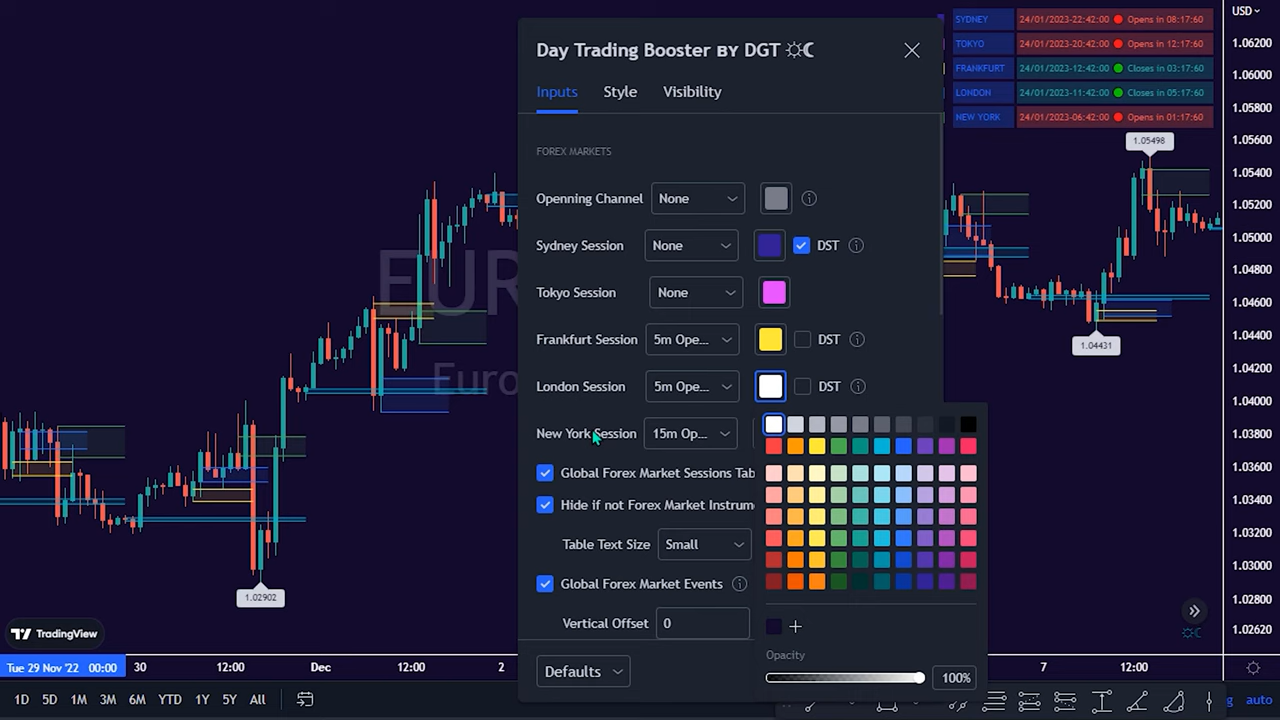 Day Trading Booster BY DGT
Inputs Style Visibility
FOREX MARKETS
Openning Channel None
Sydney Session None DST
Tokyo Session None
Frankfurt Session 5m Ope... DST
London Session 5m Ope... DST
New York Session 15m Op...
Global Forex Market Sessions Tab
Hide if not Forex Market Instrum
Table Text Size Small
Global Forex Market Events
Vertical Offset 0
Defaults
Opacity
100%
SYDNEY 24/01/2023-22:42:00 Opens in 08:17:60
TOKYO 24/01/2023-20:42:00 Opens in 12:17:60
FRANKFURT 24/01/2023-12:42:00 Closes in 03:17:60
LONDON 24/01/2023-11:42:00 Closes in 05:17:60
NEW YORK 24/01/2023-06:42:00 Opens in 01:17:60
USD
1.06200
1.06000
1.05800
1.05600
1.05400
1.05200
1.05000
1.04800
1.04600
1.04400
1.04200
1.04000
1.03800
1.03600
1.03400
1.03200
1.03000
1.02800
1.02620
1.05498
1.04431
1.02902
EUR
Euro
TradingView
Tue 29 Nov '22 00:00 30 12:00 Dec 12:00 2 7 12:00
1D 5D 1M 3M 6M YTD 1Y 5Y All
g auto